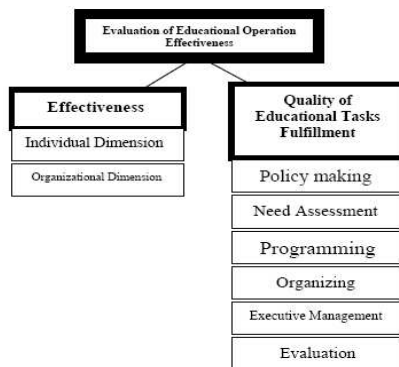 Evaluation of Educational Operation
Effectiveness
Effectiveness
Individual Dimension
Organizational Dimension
Quality of
Educational Tasks
Fulfillment
Policy making
Need Assessment
Programming
Organizing
Executive Management
Evaluation